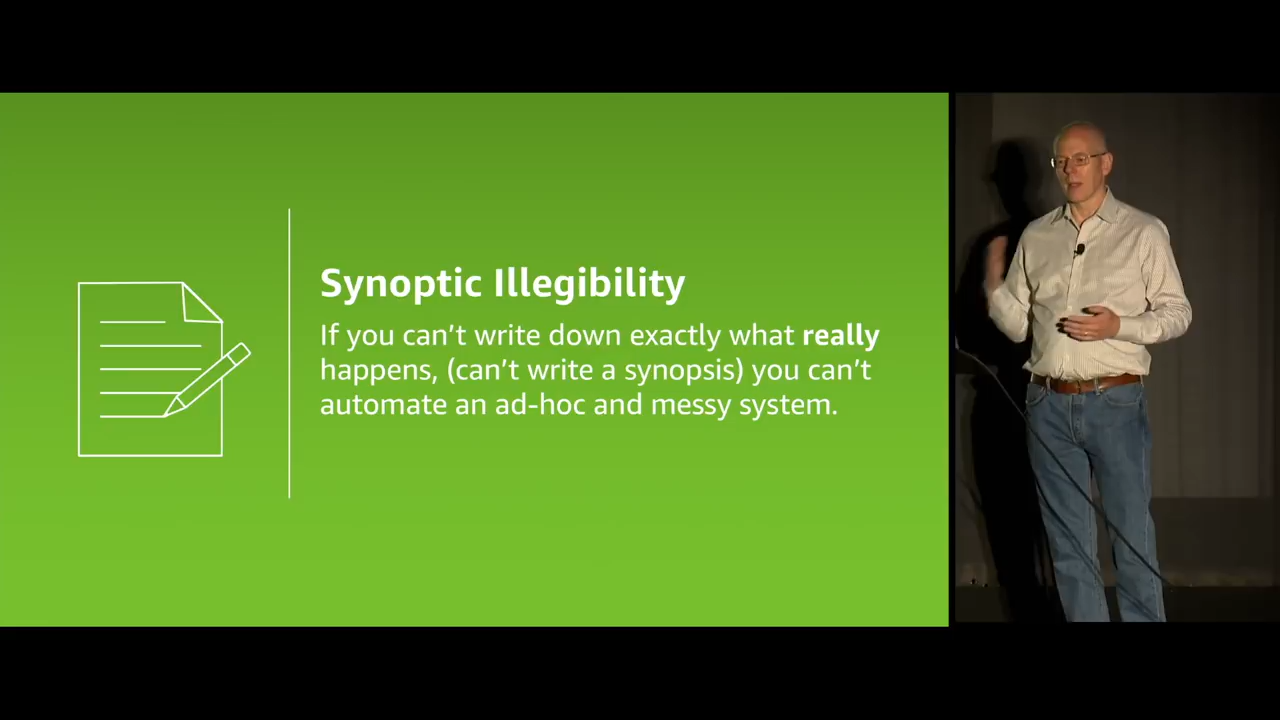 Synoptic Illegibility
If you can't write down exactly what really
happens, (can't write a synopsis) you can't
automate an ad-hoc and messy system.